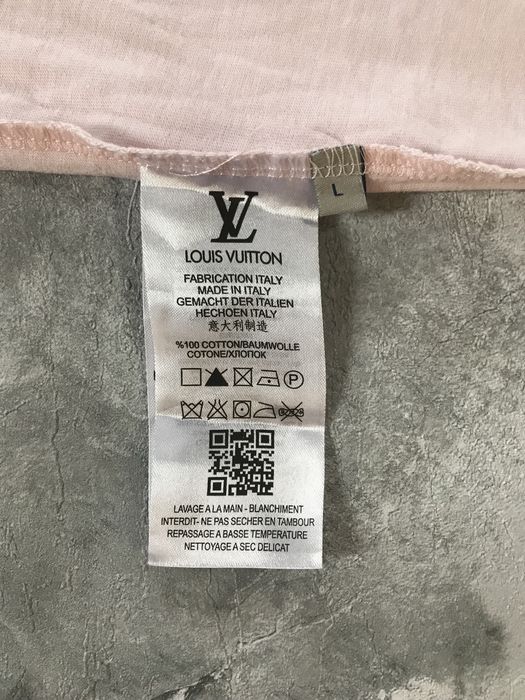 L
LV
LOUIS VUITTON
FABRICATION ITALY
MADE IN ITALY
GEMACHT DER ITALIEN
HECHOEN ITALY
意大利制造
%100 COTTON/BAUMWOLLE
COTONE/ХЛОПОК
P
LAVAGE A LA MAIN - BLANCHIMENT
INTERDIT- NE PAS SECHER EN TAMBOUR
REPASSAGE A BASSE TEMPERATURE
NETTOYAGE A SEC DELICAT